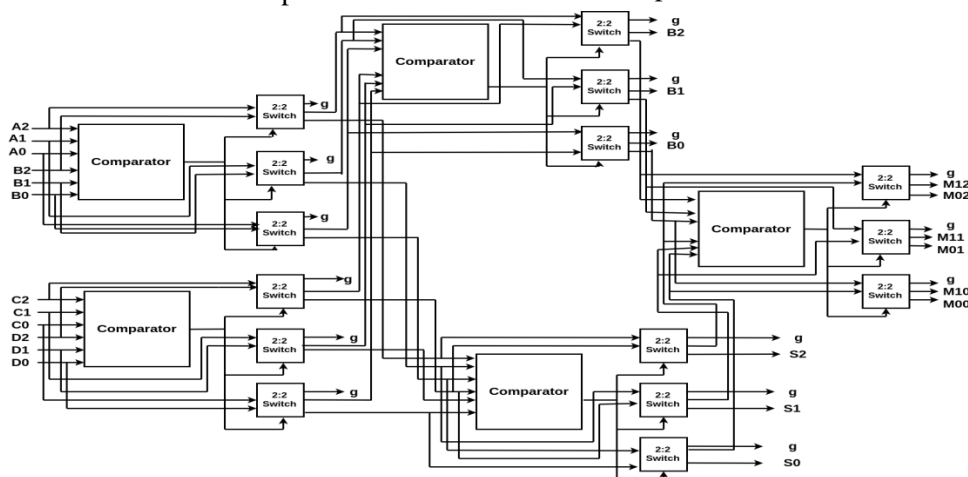 2:2
Switch
g
B2
Comparator
2:2
Switch
g
B1
2:2
Switch
g
B0
2:2
Switch
g
A2
A1
A0
B2
B1
B0
Comparator
2:2
Switch
g
2:2
Switch
g
2:2
Switch
g
M12
M02
Comparator
2:2
Switch
g
M11
M01
2:2
Switch
g
M10
M00
C2
C1
C0
D2
D1
D0
Comparator
2:2
Switch
g
2:2
Switch
g
2:2
Switch
g
Comparator
2:2
Switch
g
S2
2:2
Switch
g
S1
2:2
Switch
g
S0